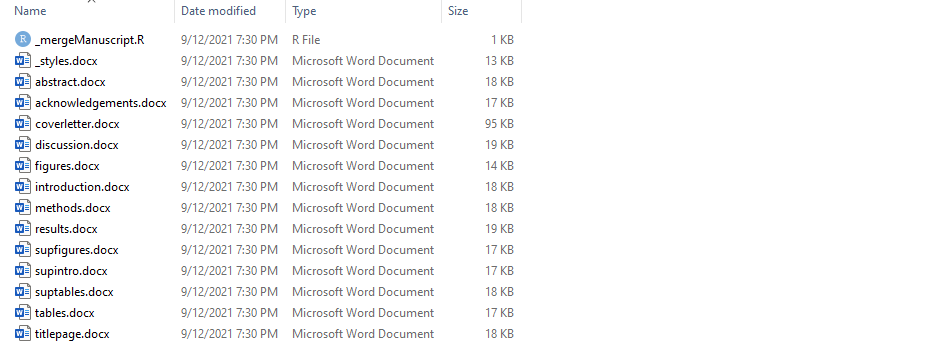 Name Date modified Type Size
_mergeManuscript.R 9/12/2021 7:30 PM R File 1 KB
_styles.docx 9/12/2021 7:30 PM Microsoft Word Document 13 KB
abstract.docx 9/12/2021 7:30 PM Microsoft Word Document 18 KB
acknowledgements.docx 9/12/2021 7:30 PM Microsoft Word Document 17 KB
coverletter.docx 9/12/2021 7:30 PM Microsoft Word Document 95 KB
discussion.docx 9/12/2021 7:30 PM Microsoft Word Document 19 KB
figures.docx 9/12/2021 7:30 PM Microsoft Word Document 14 KB
introduction.docx 9/12/2021 7:30 PM Microsoft Word Document 18 KB
methods.docx 9/12/2021 7:30 PM Microsoft Word Document 18 KB
results.docx 9/12/2021 7:30 PM Microsoft Word Document 19 KB
supfigures.docx 9/12/2021 7:30 PM Microsoft Word Document 17 KB
supintro.docx 9/12/2021 7:30 PM Microsoft Word Document 17 KB
suptables.docx 9/12/2021 7:30 PM Microsoft Word Document 18 KB
tables.docx 9/12/2021 7:30 PM Microsoft Word Document 17 KB
titlepage.docx 9/12/2021 7:30 PM Microsoft Word Document 18 KB